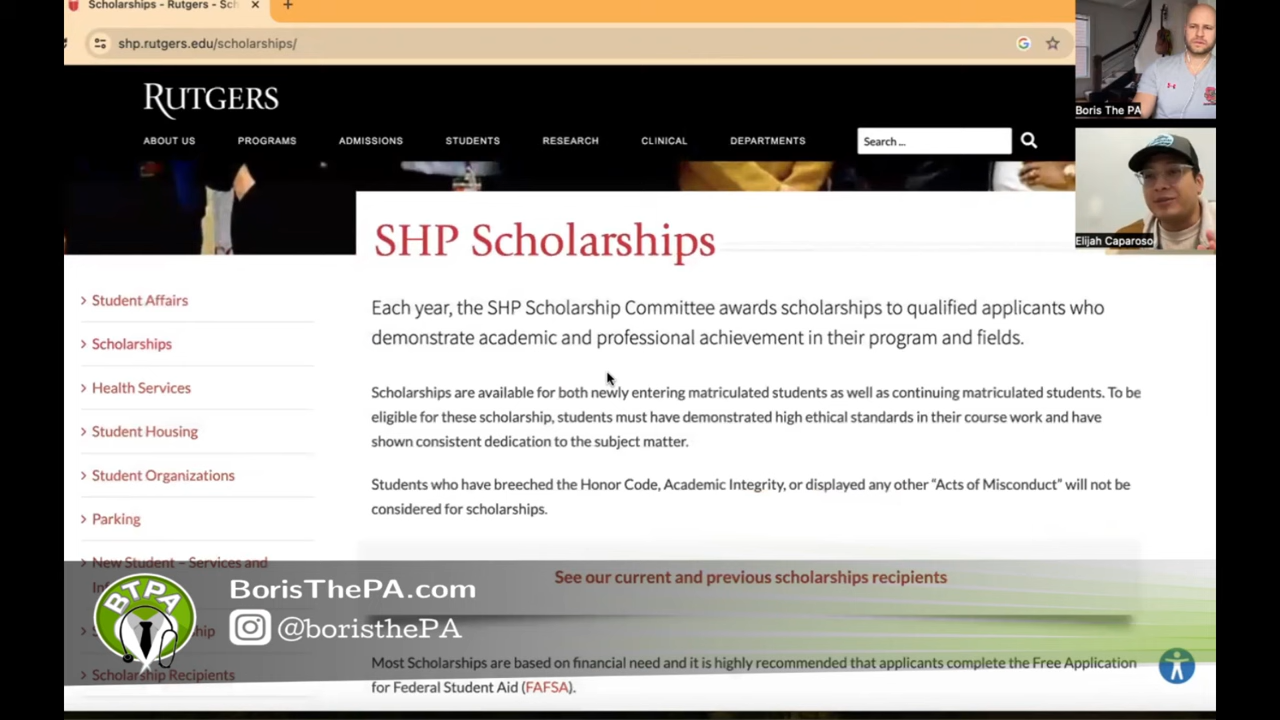 Scholarships - Rutgers - Sch
shp.rutgers.edu/scholarships/
RUTGERS
ABOUT US
PROGRAMS
ADMISSIONS
STUDENTS
RESEARCH
CLINICAL
DEPARTMENTS
Search ...
Boris The PA
Elijah Caparoso
SHP Scholarships
Student Affairs
Scholarships
Health Services
Student Housing
Student Organizations
Parking
New Student – Services and
Scholarship Recipients
Each year, the SHP Scholarship Committee awards scholarships to qualified applicants who
demonstrate academic and professional achievement in their program and fields.
Scholarships are available for both newly entering matriculated students as well as continuing matriculated students. To be
eligible for these scholarship, students must have demonstrated high ethical standards in their course work and have
shown consistent dedication to the subject matter.
Students who have breeched the Honor Code, Academic Integrity, or displayed any other “Acts of Misconduct” will not be
considered for scholarships.
See our current and previous scholarships recipients
Most Scholarships are based on financial need and it is highly recommended that applicants complete the Free Application
for Federal Student Aid (FAFSA).
BTPA
BorisThePA.com
@boristhePA